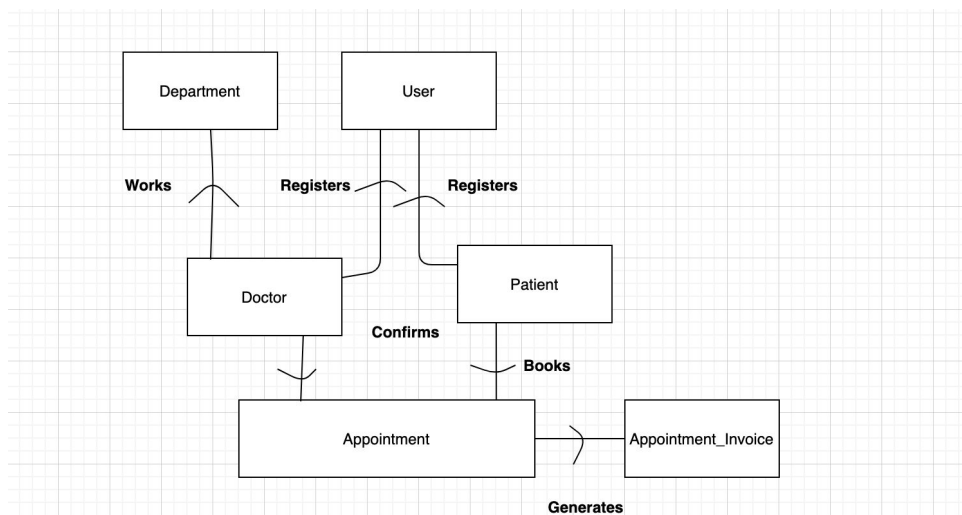 Department
User
Works
Registers
Registers
Doctor
Patient
Confirms
Books
Appointment
Appointment_Invoice
Generates